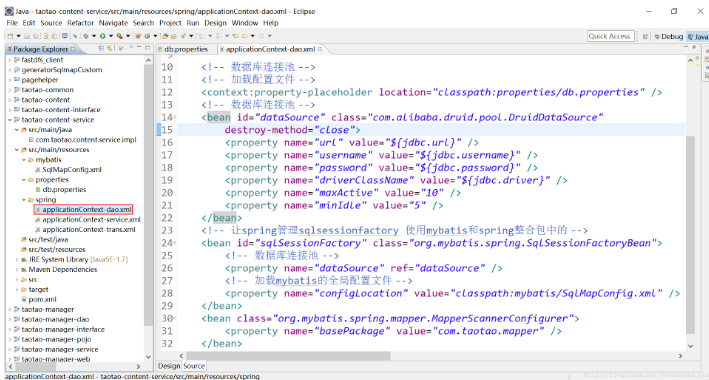 Java - taotao-content-service/src/main/resources/spring/applicationContext-dao.xml - Eclipse
File Edit Source Refactor Navigate Search Project Run Design Window Help
Quick Access
Debug
Java
Package Explorer
fastdfs_client
generatorSqlmapCustom
pagehelper
taotao-common
taotao-content
taotao-content-interface
taotao-content-service
src/main/java
com.taotao.content.service.impl
src/main/resources
mybatis
SqlMapConfig.xml
properties
db.properties
spring
applicationContext-dao.xml
applicationContext-service.xml
applicationContext-trans.xml
src/test/java
src/test/resources
JRE System Library [JavaSE-1.7]
Maven Dependencies
src
target
pom.xml
taotao-manager
taotao-manager-dao
taotao-manager-interface
taotao-manager-pojo
taotao-manager-service
taotao-manager-web
db.properties
applicationContext-dao.xml
10 <!-- 数据库连接池 -->
11 <!-- 加载配置文件 -->
12 <context:property-placeholder location="classpath:properties/db.properties" />
13 <!-- 数据库连接池 -->
14 <bean id="dataSource" class="com.alibaba.druid.pool.DruidDataSource"
15 destroy-method="close">
16 <property name="url" value="${jdbc.url}" />
17 <property name="username" value="${jdbc.username}" />
18 <property name="password" value="${jdbc.password}" />
19 <property name="driverClassName" value="${jdbc.driver}" />
20 <property name="maxActive" value="10" />
21 <property name="minIdle" value="5" />
22 </bean>
23 <!-- 让spring管理sqlsessionfactory 使用mybatis和spring整合包中的 -->
24 <bean id="sqlSessionFactory" class="org.mybatis.spring.SqlSessionFactoryBean">
25 <!-- 数据库连接池 -->
26 <property name="dataSource" ref="dataSource" />
27 <!-- 加载mybatis的全局配置文件 -->
28 <property name="configLocation" value="classpath:mybatis/SqlMapConfig.xml" />
29 </bean>
30 <bean class="org.mybatis.spring.mapper.MapperScannerConfigurer">
31 <property name="basePackage" value="com.taotao.mapper" />
32 </bean>
Design Source
applicationContext-dao.xml - taotao-content-service/src/main/resources/spring